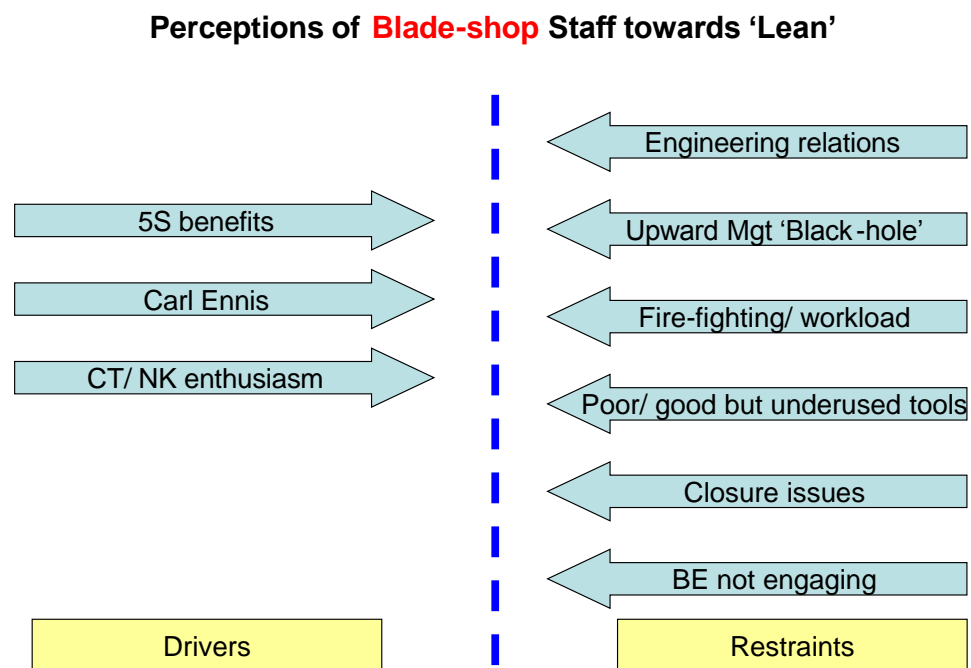 Perceptions of Blade-shop Staff towards ‘Lean’
5S benefits
Carl Ennis
CT/ NK enthusiasm
Drivers
Engineering relations
Upward Mgt ‘Black-hole’
Fire-fighting/ workload
Poor/ good but underused tools
Closure issues
BE not engaging
Restraints